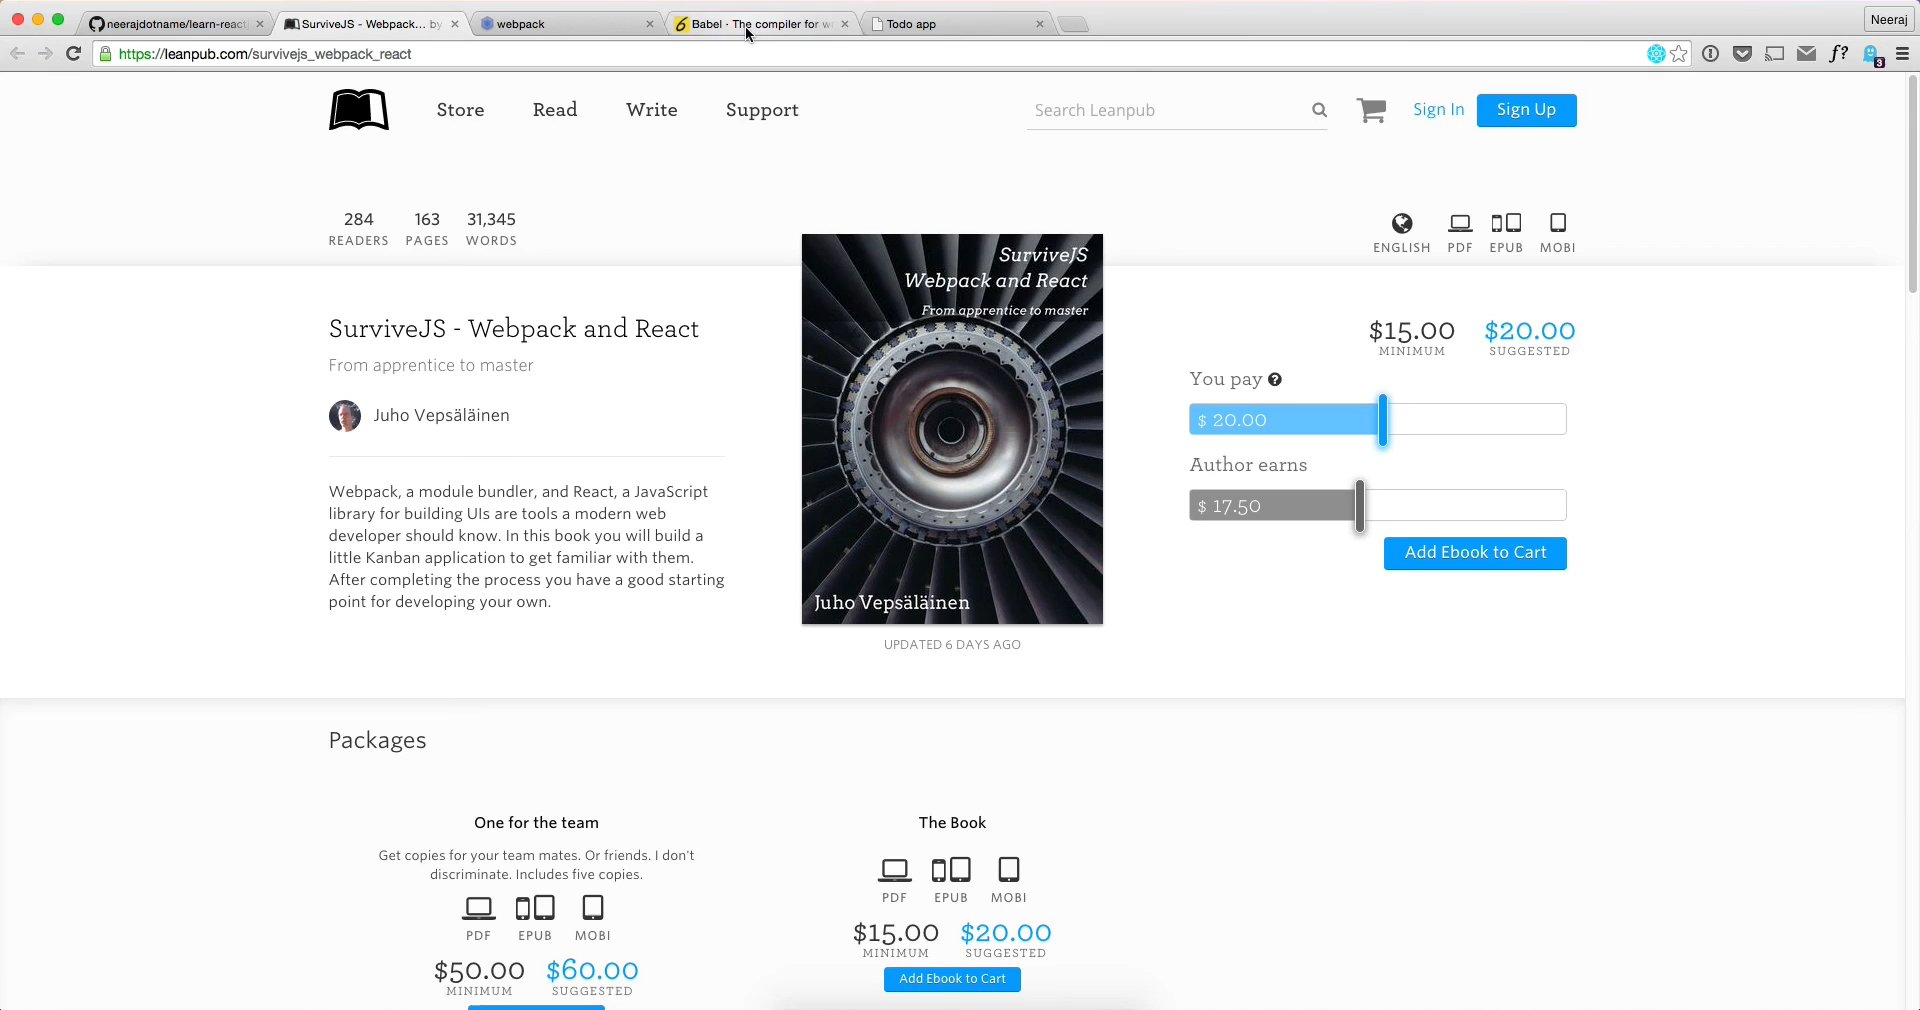 neerajdotname/learn-react
SurviveJS - Webpack… by
webpack
Babel · The compiler for w
Todo app
Neeraj
https://leanpub.com/survivejs_webpack_react
f?
3
Store
Read
Write
Support
Search Leanpub
Sign In
Sign Up
284
READERS
163
PAGES
31,345
WORDS
ENGLISH
PDF
EPUB
MOBI
SurviveJS
Webpack and React
From apprentice to master
Juho Vepsäläinen
UPDATED 6 DAYS AGO
SurviveJS - Webpack and React
From apprentice to master
Juho Vepsäläinen
Webpack, a module bundler, and React, a JavaScript
library for building UIs are tools a modern web
developer should know. In this book you will build a
little Kanban application to get familiar with them.
After completing the process you have a good starting
point for developing your own.
$15.00
MINIMUM
$20.00
SUGGESTED
You pay
$ 20.00
Author earns
$ 17.50
Add Ebook to Cart
Packages
One for the team
Get copies for your team mates. Or friends. I don't
discriminate. Includes five copies.
PDF
EPUB
MOBI
$50.00
MINIMUM
$60.00
SUGGESTED
The Book
PDF
EPUB
MOBI
$15.00
MINIMUM
$20.00
SUGGESTED
Add Ebook to Cart